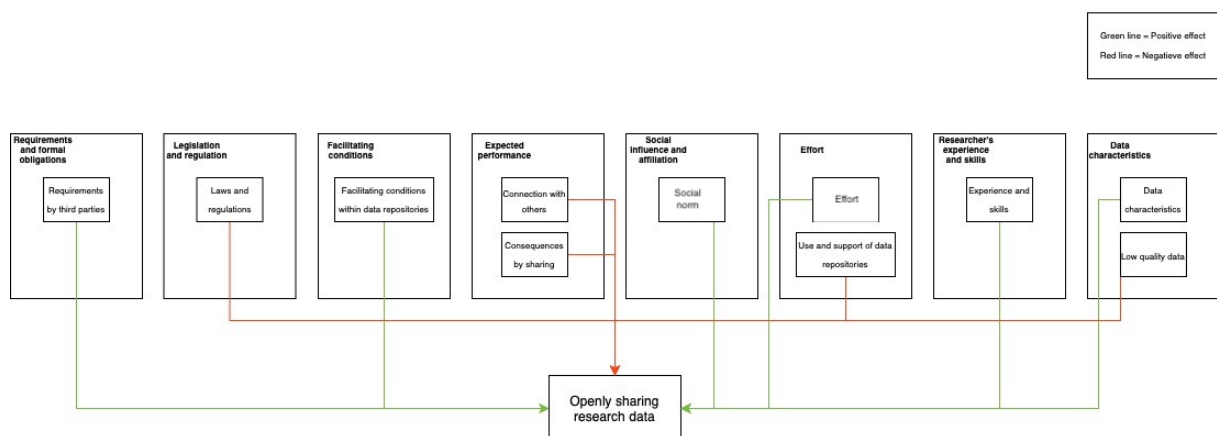 Green line = Positive effect
Red line = Negatieve effect
Requirements
and formal
obligations
Requirements
by third parties
Legislation
and regulation
Laws and
regulations
Facilitating
conditions
Facilitating conditions
within data repositories
Expected
performance
Connection with
others
Consequences
by sharing
Social
influence and
affiliation
Social
norm
Effort
Effort
Use and support of data
repositories
Researcher's
experience
and skills
Experience and
skills
Data
characteristics
Data
characteristics
Low quality data
Openly sharing
research data